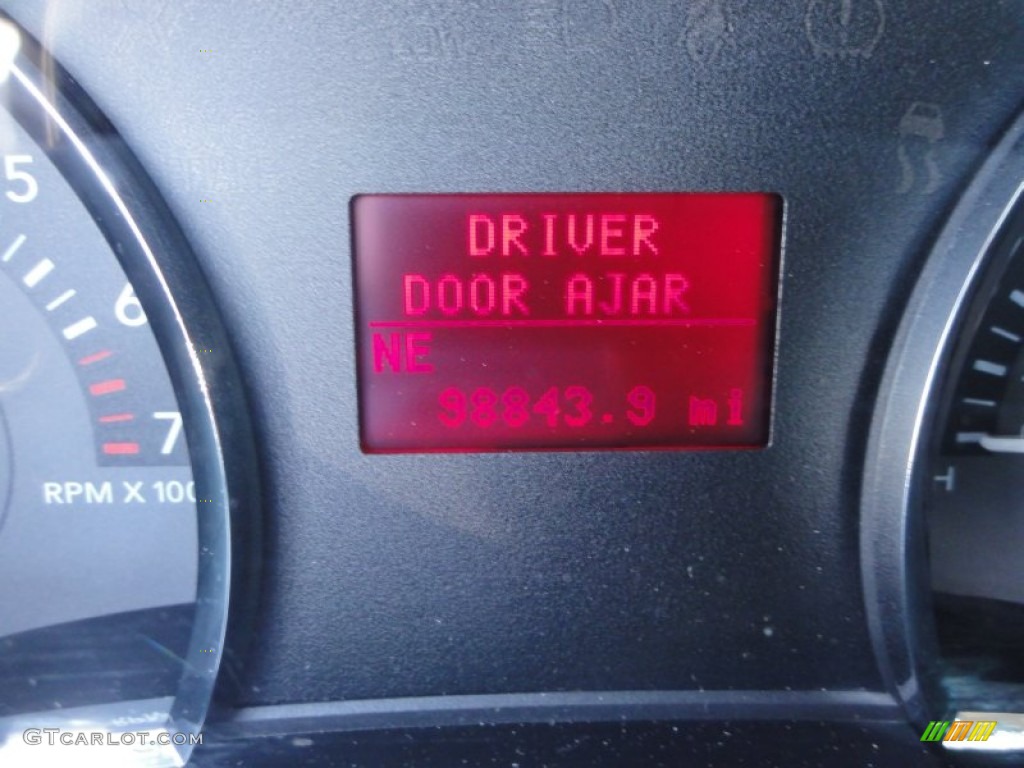 5
6
7
RPM X 100
DRIVER
DOOR AJAR
NE
98843.9 mi
GTCARLOT.COM